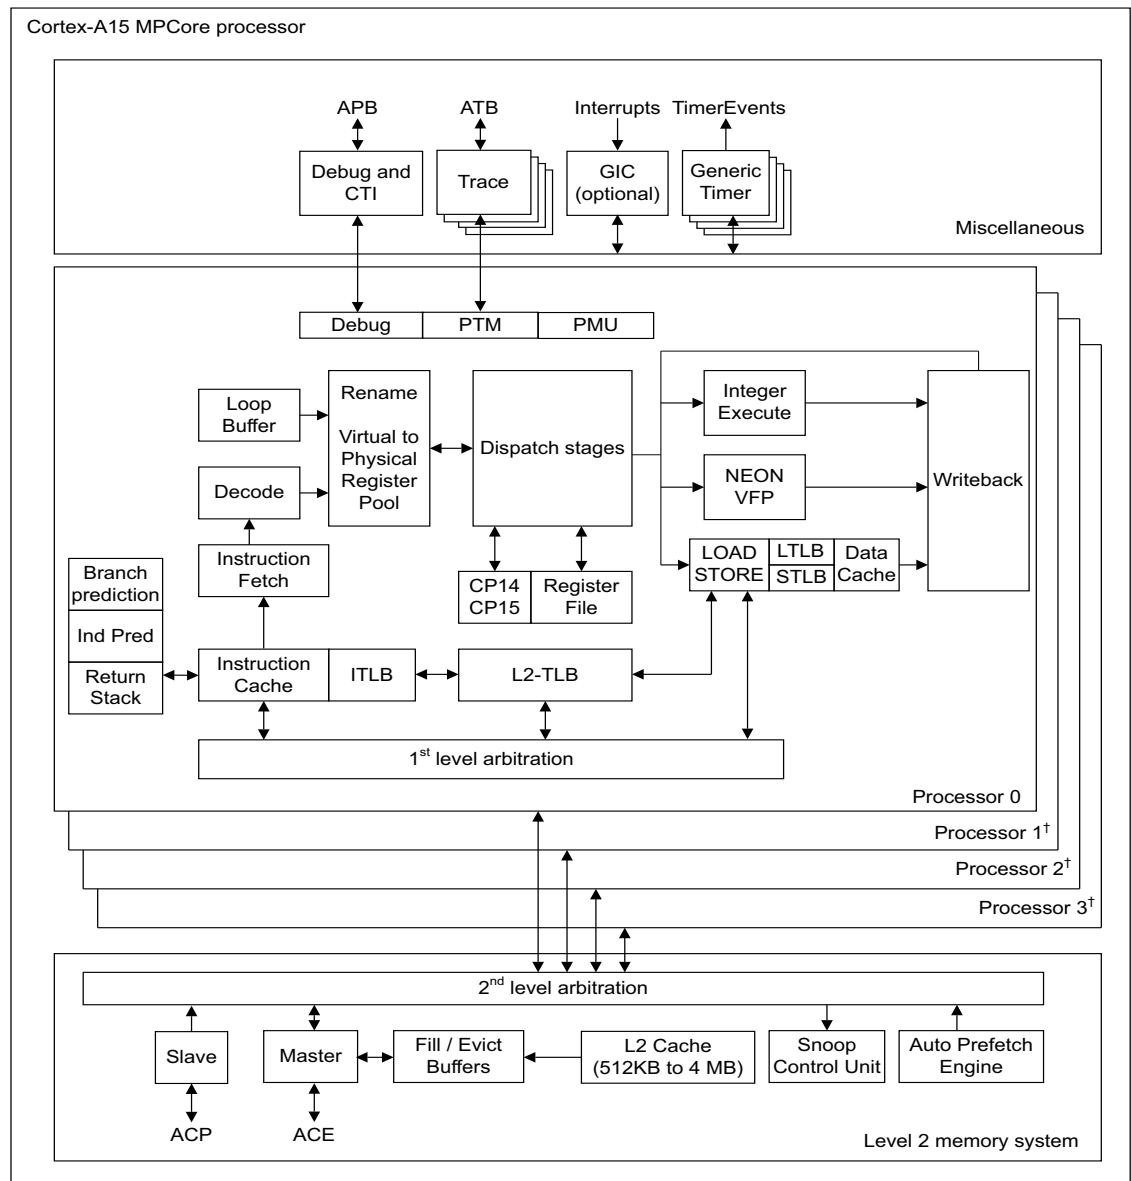 Cortex-A15 MPCore processor
APB
ATB
Interrupts
TimerEvents
Debug and
CTI
Trace
GIC
(optional)
Generic
Timer
Miscellaneous
Debug
PTM
PMU
Loop
Buffer
Rename
Virtual to
Physical
Register
Pool
Dispatch stages
Integer
Execute
NEON
VFP
Writeback
Decode
Instruction
Fetch
LOAD
STORE
LTLB
STLB
Data
Cache
Branch
prediction
Ind Pred
Return
Stack
CP14
CP15
Register
File
Instruction
Cache
ITLB
L2-TLB
1st level arbitration
Processor 0
Processor 1†
Processor 2†
Processor 3†
2nd level arbitration
Slave
Master
Fill / Evict
Buffers
L2 Cache
(512KB to 4 MB)
Snoop
Control Unit
Auto Prefetch
Engine
ACP
ACE
Level 2 memory system